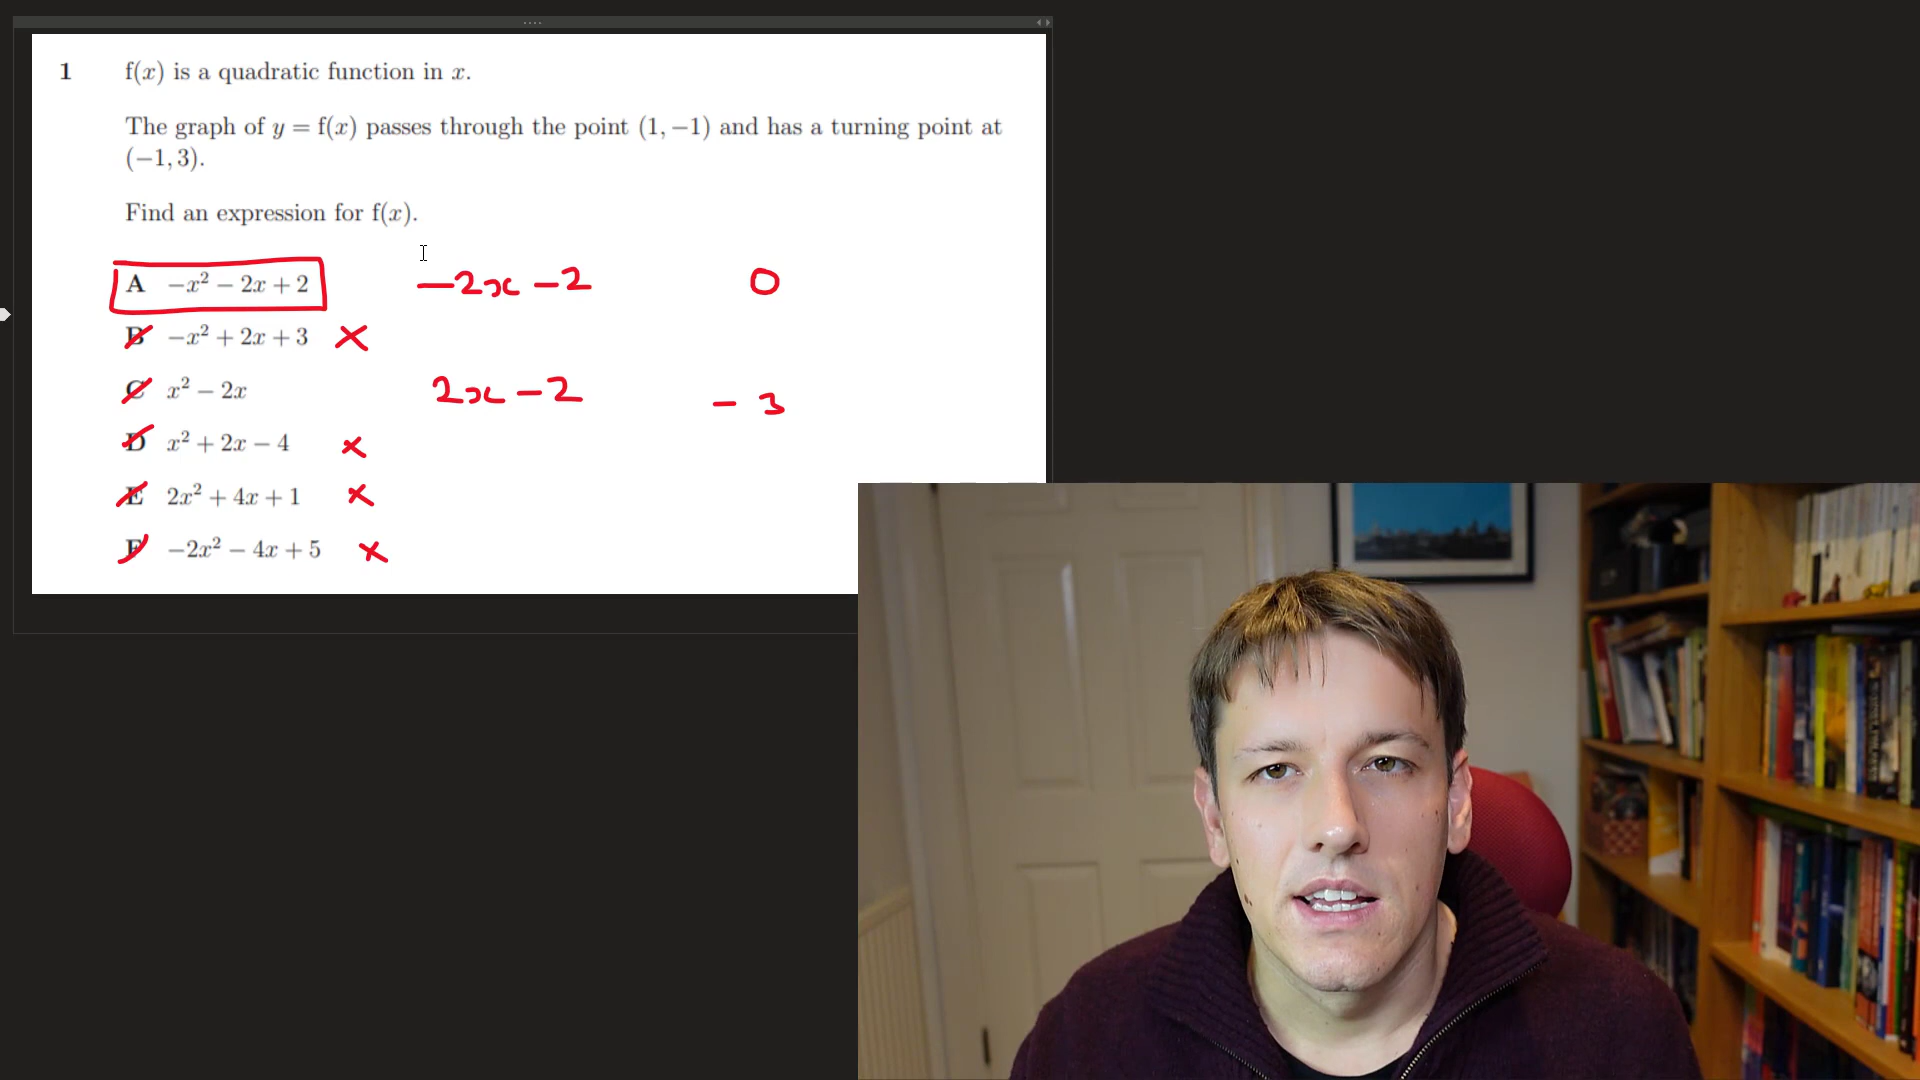 1 f(x) is a quadratic function in x.
The graph of y = f(x) passes through the point (1, −1) and has a turning point at
(−1, 3).
Find an expression for f(x).
A −x² − 2x + 2 −2x −2 0
B −x² + 2x + 3 ×
C x² − 2x 2x −2 − 3
D x² + 2x − 4 ×
E 2x² + 4x + 1 ×
F −2x² − 4x + 5 ×